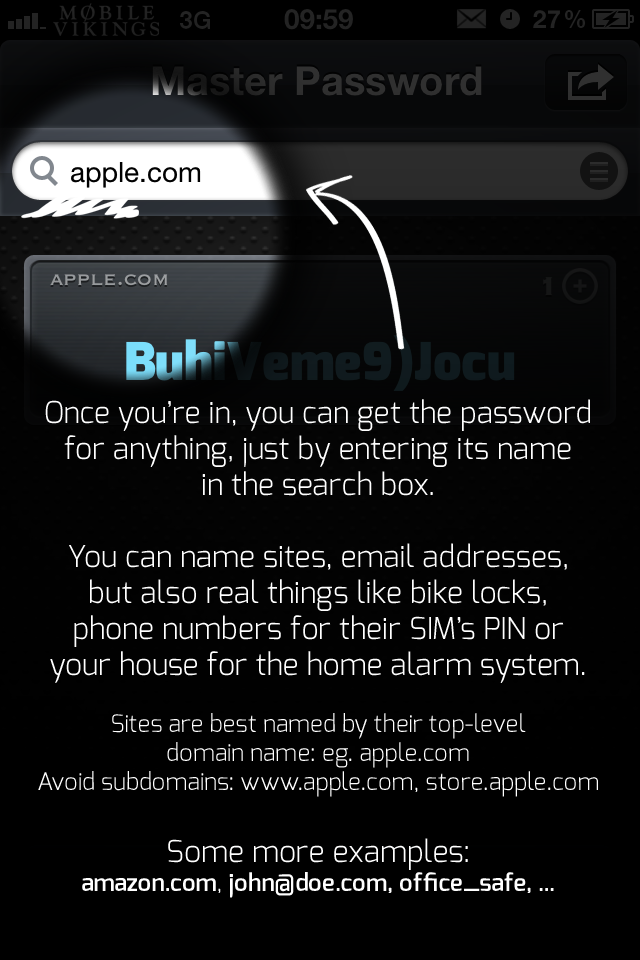 MØBILE
VIKINGS 3G 09:59 27%
Master Password
apple.com
APPLE.COM 1
BuhiVeme9)Jocu
Once you’re in, you can get the password
for anything, just by entering its name
in the search box.
You can name sites, email addresses,
but also real things like bike locks,
phone numbers for their SIM’s PIN or
your house for the home alarm system.
Sites are best named by their top-level
domain name: eg. apple.com
Avoid subdomains: www.apple.com, store.apple.com
Some more examples:
amazon.com, john@doe.com, office_safe, ...